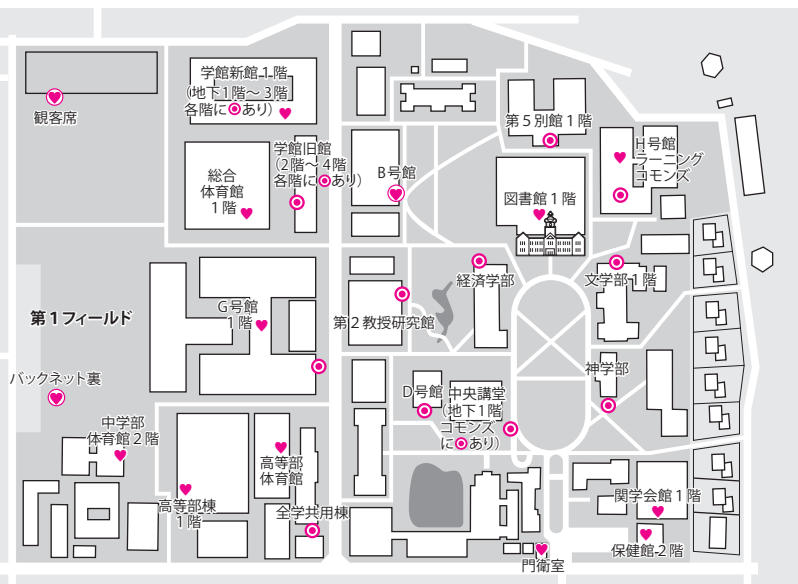 学館新館1階
(地下1階〜3階
各階に◎あり)
観客席
第5別館1階
学館旧館
(2階〜4階
各階に◎あり)
H号館
ラーニング
コモンズ
総合
体育館
1階
B号館
図書館1階
経済学部
文学部1階
G号館
1階
第1フィールド
第2教授研究館
神学部
バックネット裏
D号館
中央講堂
(地下1階
コモンズ
に◎あり)
中学部
体育館2階
高等部
体育館
高等部棟
1階
全学共用棟
関学会館1階
保健館2階
門衛室